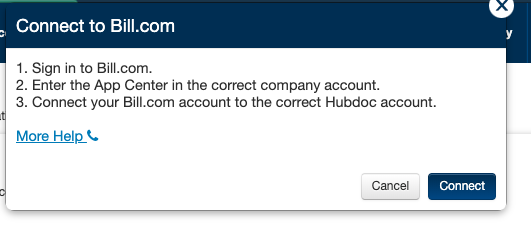 Connect to Bill.com
1. Sign in to Bill.com.
2. Enter the App Center in the correct company account.
3. Connect your Bill.com account to the correct Hubdoc account.
More Help
Cancel
Connect